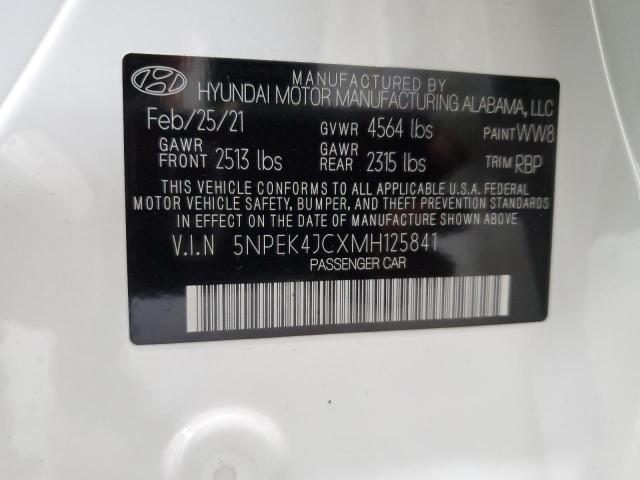 MANUFACTURED BY
HYUNDAI MOTOR MANUFACTURING ALABAMA, LLC
Feb/25/21 GVWR 4564 lbs PAINT WW8
GAWR FRONT 2513 lbs GAWR REAR 2315 lbs TRIM RBP
THIS VEHICLE CONFORMS TO ALL APPLICABLE U.S.A. FEDERAL
MOTOR VEHICLE SAFETY, BUMPER, AND THEFT PREVENTION STANDARDS
IN EFFECT ON THE DATE OF MANUFACTURE SHOWN ABOVE.
V.I.N 5NPEK4JCXMH125841
PASSENGER CAR